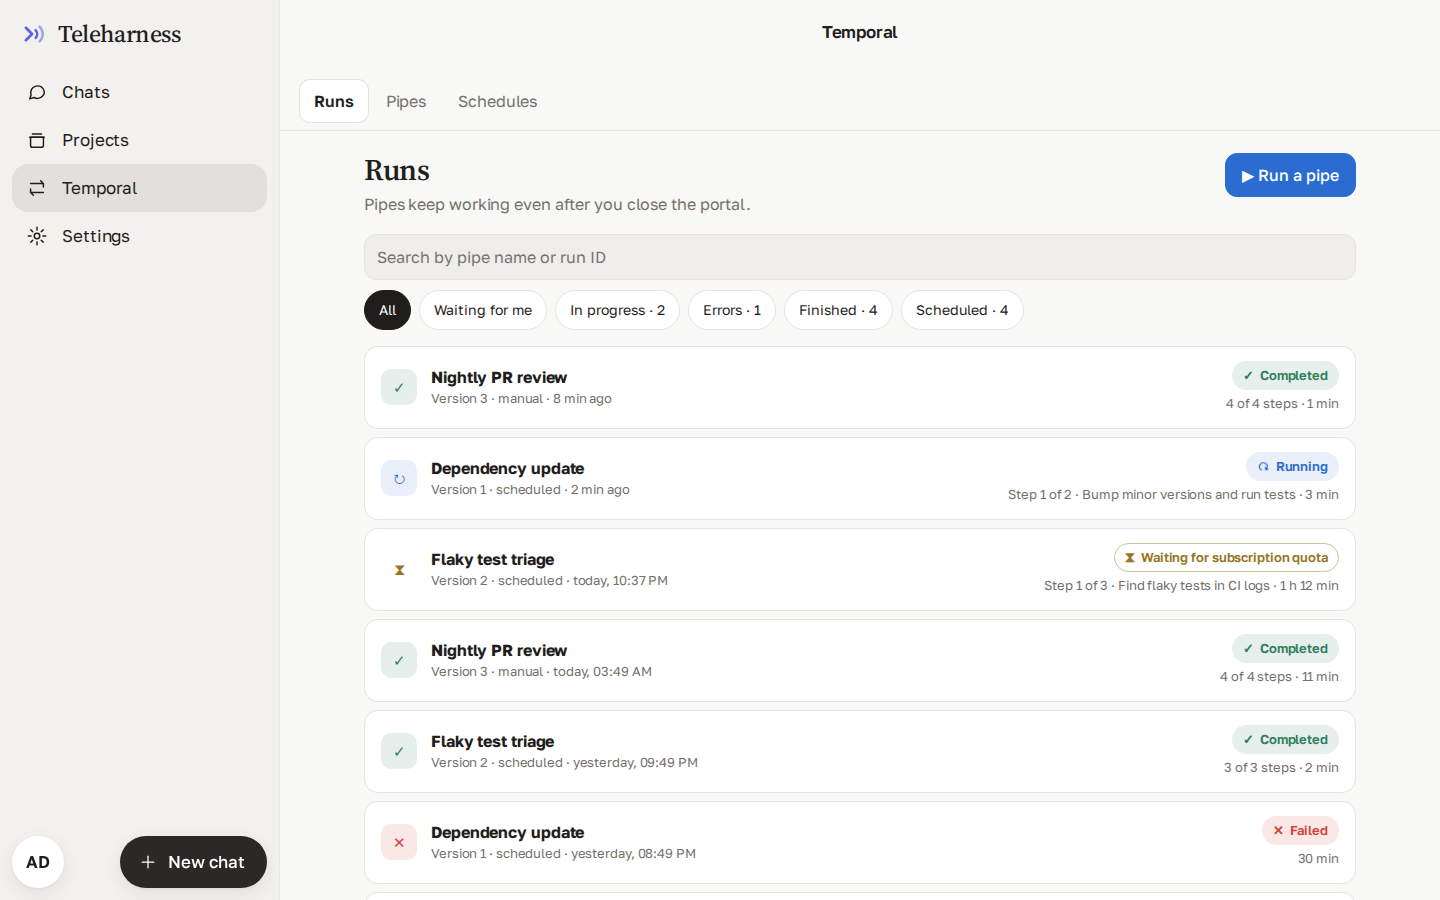 Teleharness
Chats
Projects
Temporal
Settings
AD
+ New chat
Temporal
Runs
Pipes
Schedules
Runs
▶ Run a pipe
Pipes keep working even after you close the portal.
Search by pipe name or run ID
All
Waiting for me
In progress · 2
Errors · 1
Finished · 4
Scheduled · 4
Nightly PR review
✓ Completed
Version 3 · manual · 8 min ago
4 of 4 steps · 1 min
Dependency update
Running
Version 1 · scheduled · 2 min ago
Step 1 of 2 · Bump minor versions and run tests · 3 min
Flaky test triage
Waiting for subscription quota
Version 2 · scheduled · today, 10:37 PM
Step 1 of 3 · Find flaky tests in CI logs · 1 h 12 min
Nightly PR review
✓ Completed
Version 3 · manual · today, 03:49 AM
4 of 4 steps · 11 min
Flaky test triage
✓ Completed
Version 2 · scheduled · yesterday, 09:49 PM
3 of 3 steps · 2 min
Dependency update
✕ Failed
Version 1 · scheduled · yesterday, 08:49 PM
30 min